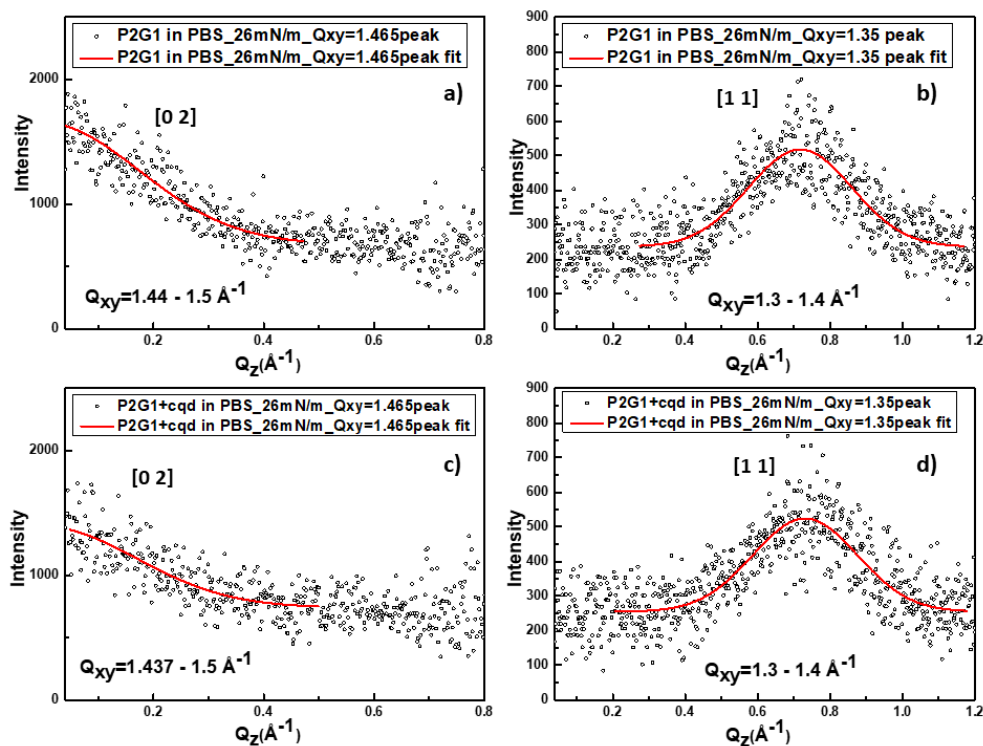 P2G1 in PBS_26mN/m_Qxy=1.465peak
P2G1 in PBS_26mN/m_Qxy=1.465peak fit
a)
[0 2]
2000
1000
0
Intensity
Qxy=1.44 - 1.5 Å-1
0.2 0.4 0.6 0.8
Qz(Å-1)
900
800
700
600
500
400
300
200
100
0
Intensity
P2G1 in PBS_26mN/m_Qxy=1.35 peak
P2G1 in PBS_26mN/m_Qxy=1.35 peak fit
b)
[1 1]
Qxy=1.3 - 1.4 Å-1
0.2 0.4 0.6 0.8 1.0 1.2
Qz(Å-1)
P2G1+cqd in PBS_26mN/m_Qxy=1.465peak
P2G1+cqd in PBS_26mN/m_Qxy=1.465peak fit
c)
[0 2]
2000
1000
0
Intensity
Qxy=1.437 - 1.5 Å-1
0.2 0.4 0.6 0.8
Qz(Å-1)
900
800
700
600
500
400
300
200
100
0
Intensity
P2G1+cqd in PBS_26mN/m_Qxy=1.35peak
P2G1+cqd in PBS_26mN/m_Qxy=1.35peak fit
d)
[1 1]
Qxy=1.3 - 1.4 Å-1
0.2 0.4 0.6 0.8 1.0 1.2
Qz(Å-1)